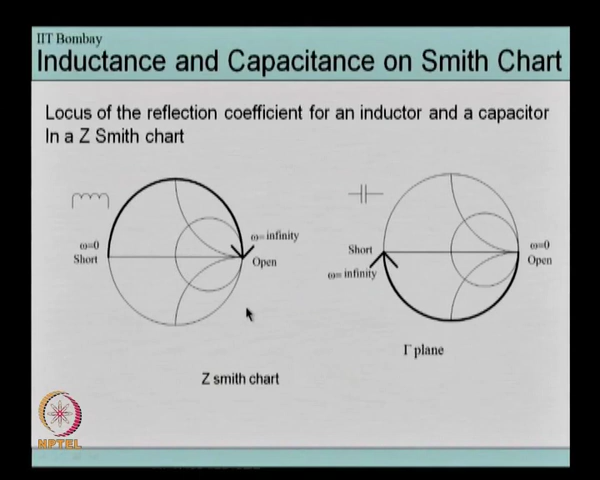 IIT Bombay
Inductance and Capacitance on Smith Chart
Locus of the reflection coefficient for an inductor and a capacitor
In a Z Smith chart
ω=0
Short
ω=infinity
Open
Short
ω= infinity
ω=0
Open
Γ plane
Z smith chart
NPTEL